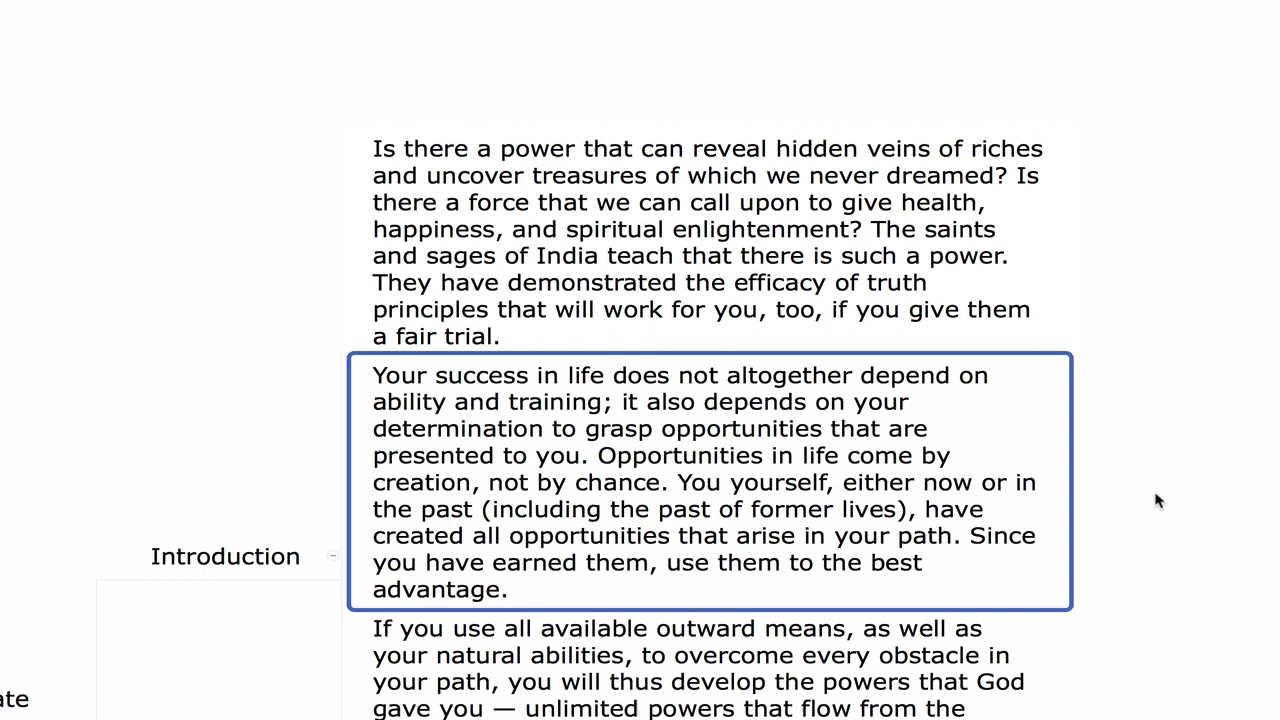 Is there a power that can reveal hidden veins of riches
and uncover treasures of which we never dreamed? Is
there a force that we can call upon to give health,
happiness, and spiritual enlightenment? The saints
and sages of India teach that there is such a power.
They have demonstrated the efficacy of truth
principles that will work for you, too, if you give them
a fair trial.
Your success in life does not altogether depend on
ability and training; it also depends on your
determination to grasp opportunities that are
presented to you. Opportunities in life come by
creation, not by chance. You yourself, either now or in
the past (including the past of former lives), have
created all opportunities that arise in your path. Since
you have earned them, use them to the best
advantage.
Introduction
If you use all available outward means, as well as
your natural abilities, to overcome every obstacle in
your path, you will thus develop the powers that God
gave you — unlimited powers that flow from the